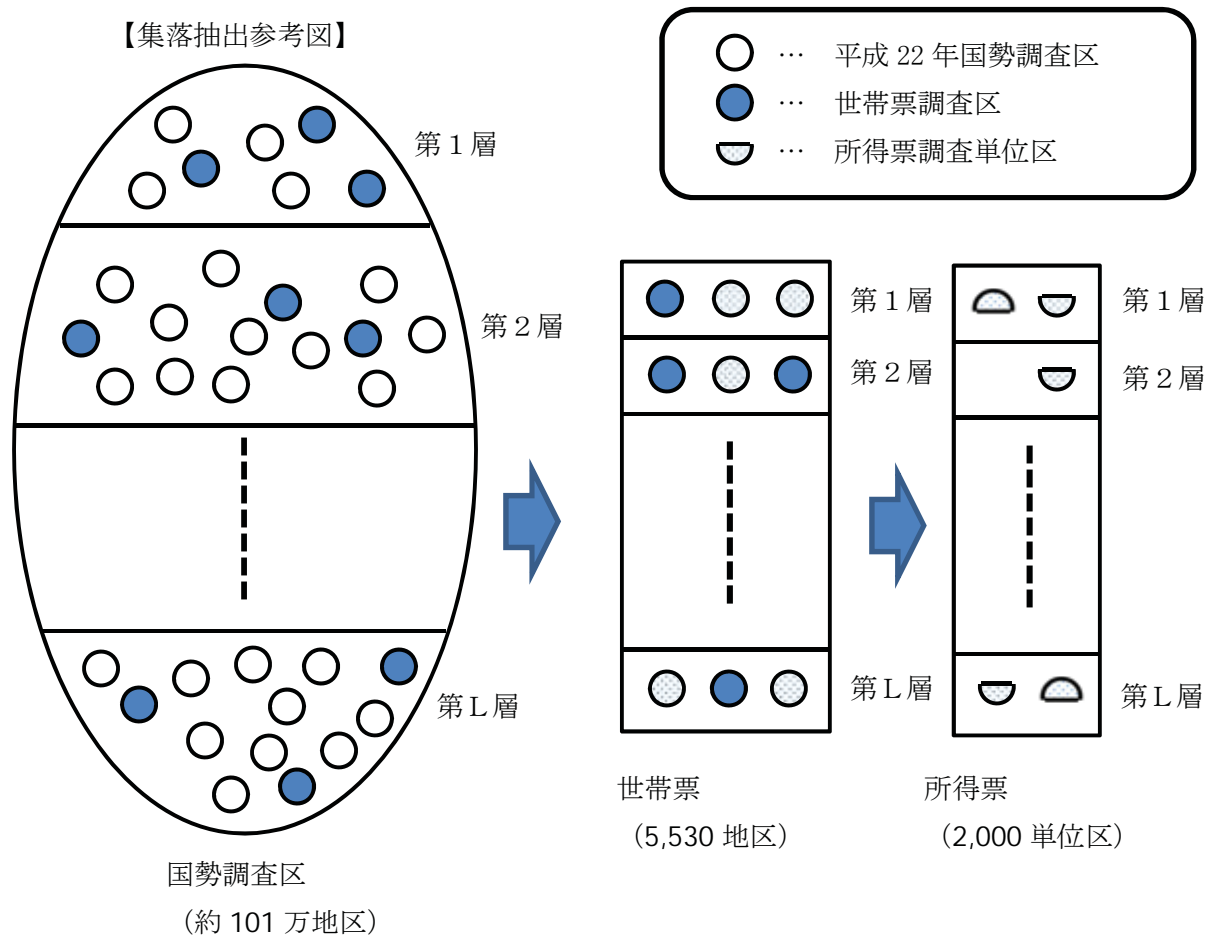 【集落抽出参考図】
… 平成 22 年国勢調査区
… 世帯票調査区
… 所得票調査単位区
第１層
第２層
第Ｌ層
国勢調査区
（約 101 万地区）
第１層
第２層
第Ｌ層
世帯票
（5,530 地区）
第１層
第２層
第Ｌ層
所得票
（2,000 単位区）